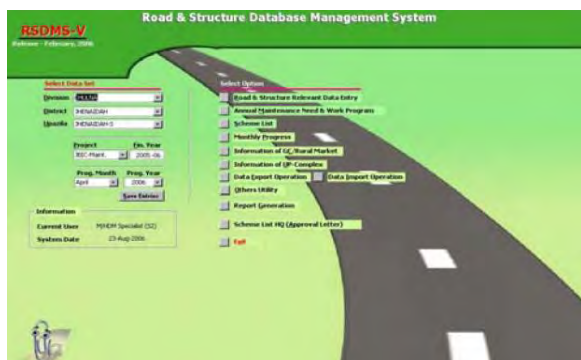 Road & Structure Database Management System
RSDMS-V
Release - February, 2006
Select Data Set
Division
KHULNA
District
JHENAIDAH
Upazila
JHENAIDAH-S
Project
Fin. Year
JBIC-Maint.
2005-06
Prog. Month
Prog. Year
April
2006
Save Entries
Information
Current User
System Date
23-Aug-2006
Select Option
Road & Structure Relevant Data Entry
Annual Maintenance Need & Work Program
Scheme List
Monthly Progress
Information of GC/Rural Market
Information of UP-Complex
Data Export Operation
Data Import Operation
Others Utility
Report Generation
Scheme List HQ (Approval Letter)
Exit